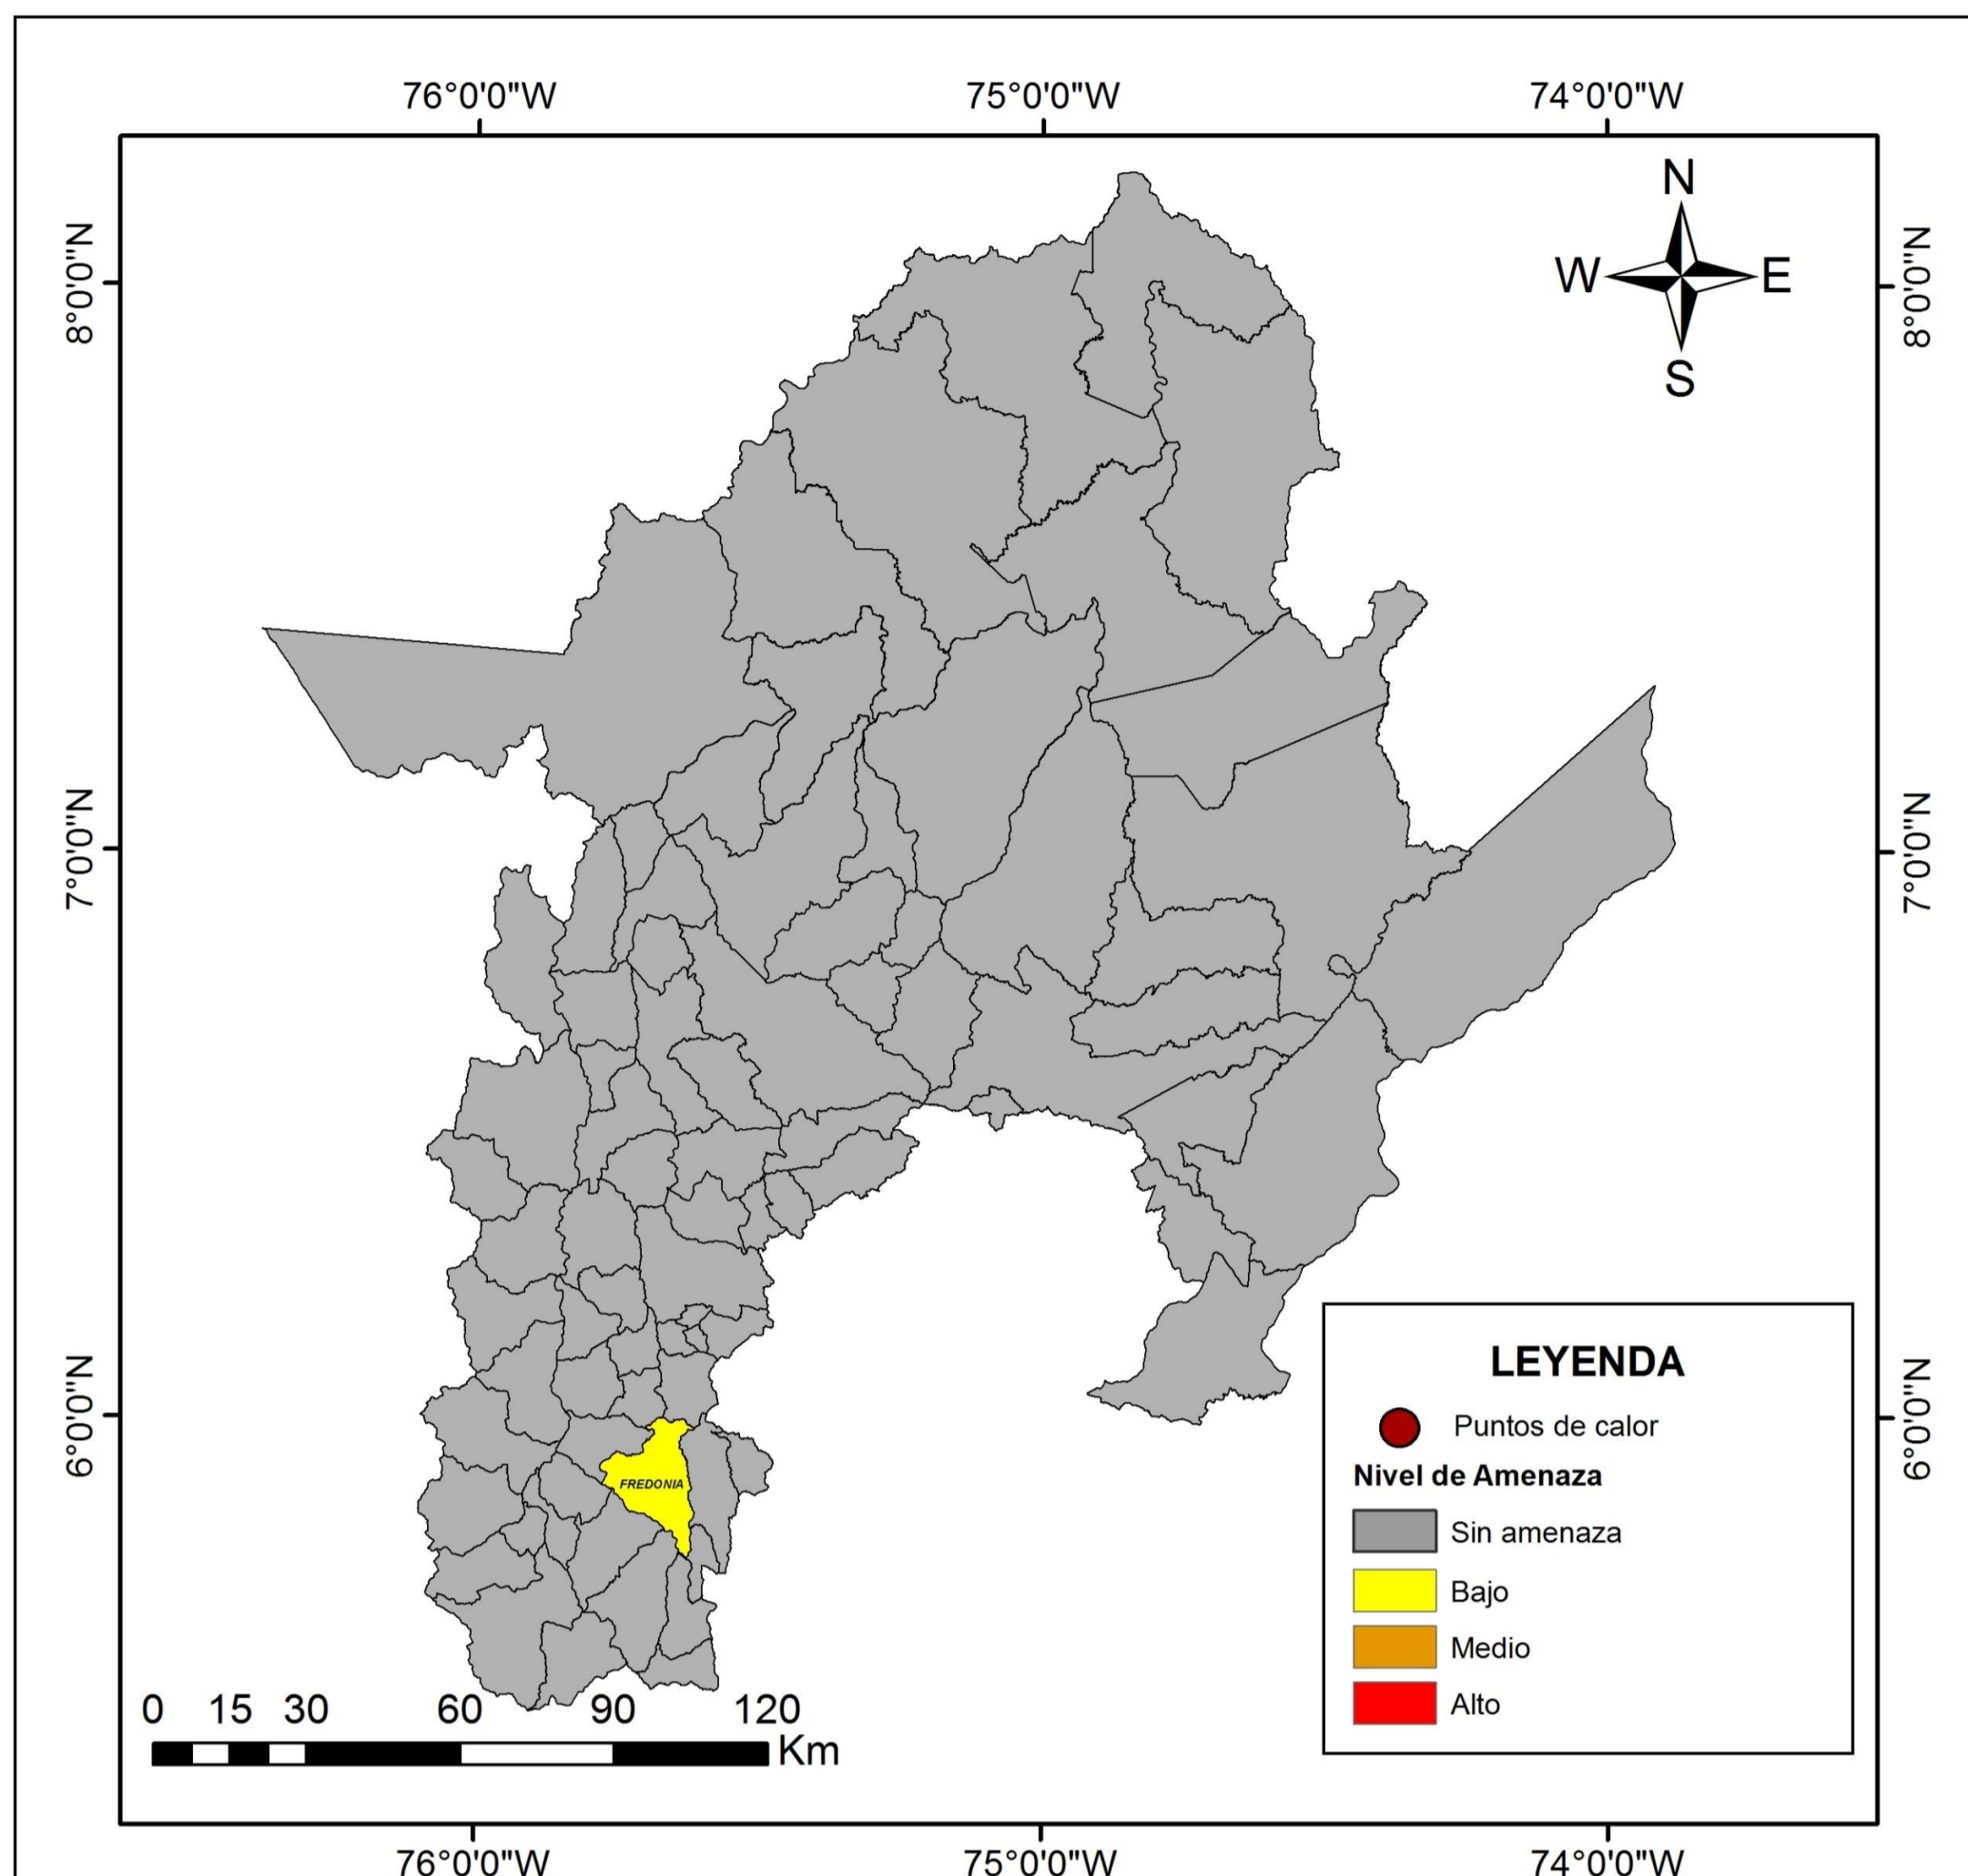 76°0'0"W 75°0'0"W 74°0'0"W
N
W E
S
8°0'0"N 8°0'0"N
7°0'0"N 7°0'0"N
6°0'0"N 6°0'0"N
FREDONIA
LEYENDA
Puntos de calor
Nivel de Amenaza
Sin amenaza
Bajo
Medio
Alto
0 15 30 60 90 120
Km
76°0'0"W 75°0'0"W 74°0'0"W